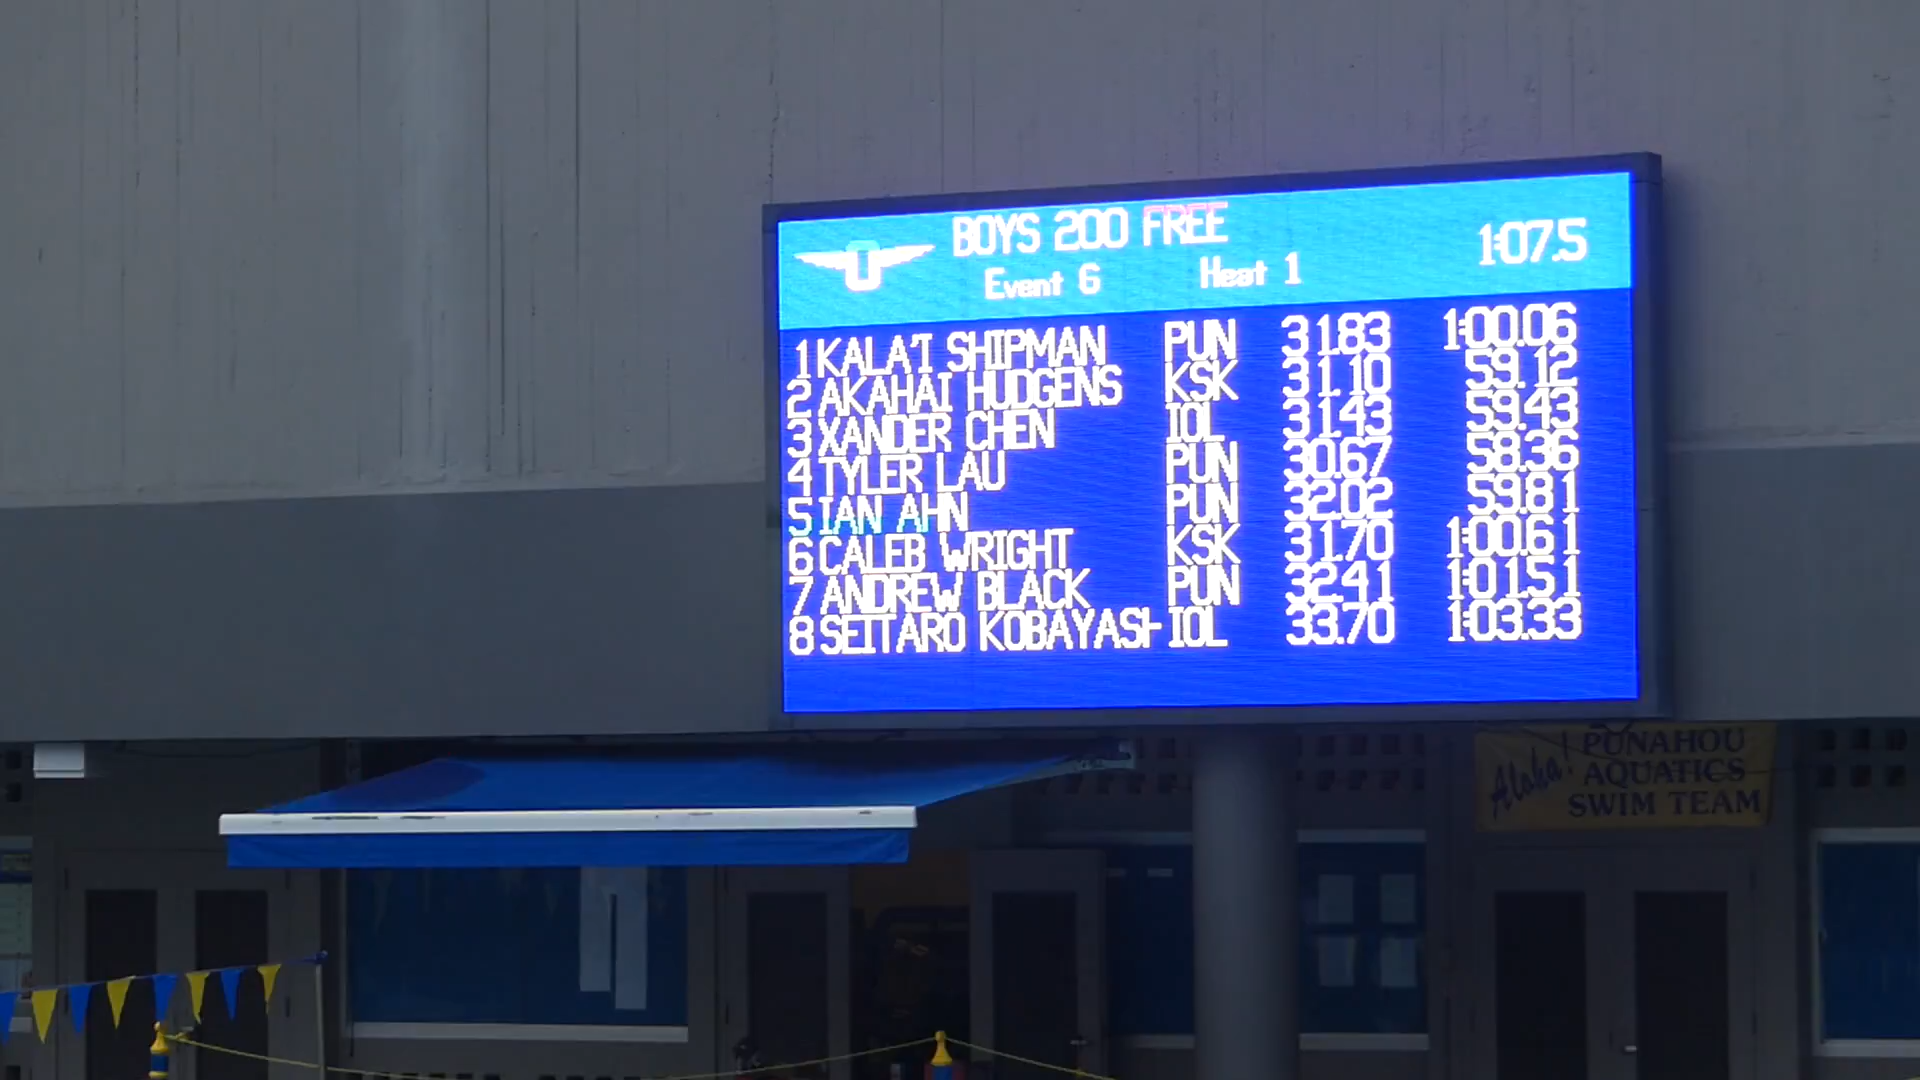 BOYS 200 FREE
Event 6 Heat 1 1:07.5
1 KALA'I SHIPMAN PUN 31.83 1:00.06
2 AKAHAI HUDGENS KSK 31.10 59.12
3 XANDER CHEN IOL 31.43 59.43
4 TYLER LAU PUN 30.67 58.36
5 IAN AHN PUN 32.02 59.81
6 CALEB WRIGHT KSK 31.70 1:00.61
7 ANDREW BLACK PUN 32.41 1:01.51
8 SEITARO KOBAYASH IOL 33.70 1:03.33
Aloha! PUNAHOU
AQUATICS
SWIM TEAM